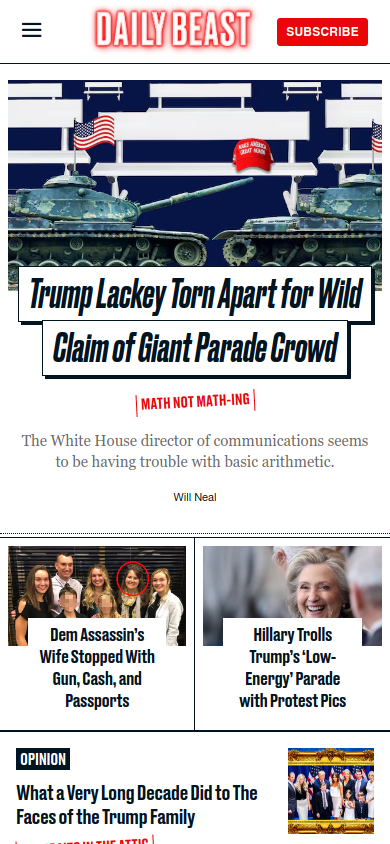 DAILY BEAST
SUBSCRIBE
MAKE AMERICA
GREAT AGAIN
Trump Lackey Torn Apart for Wild
Claim of Giant Parade Crowd
MATH NOT MATH-ING
The White House director of communications seems
to be having trouble with basic arithmetic.
Will Neal
Dem Assassin's
Wife Stopped With
Gun, Cash, and
Passports
Hillary Trolls
Trump's ‘Low-
Energy’ Parade
with Protest Pics
OPINION
What a Very Long Decade Did to The
Faces of the Trump Family
IN THE ATTIC